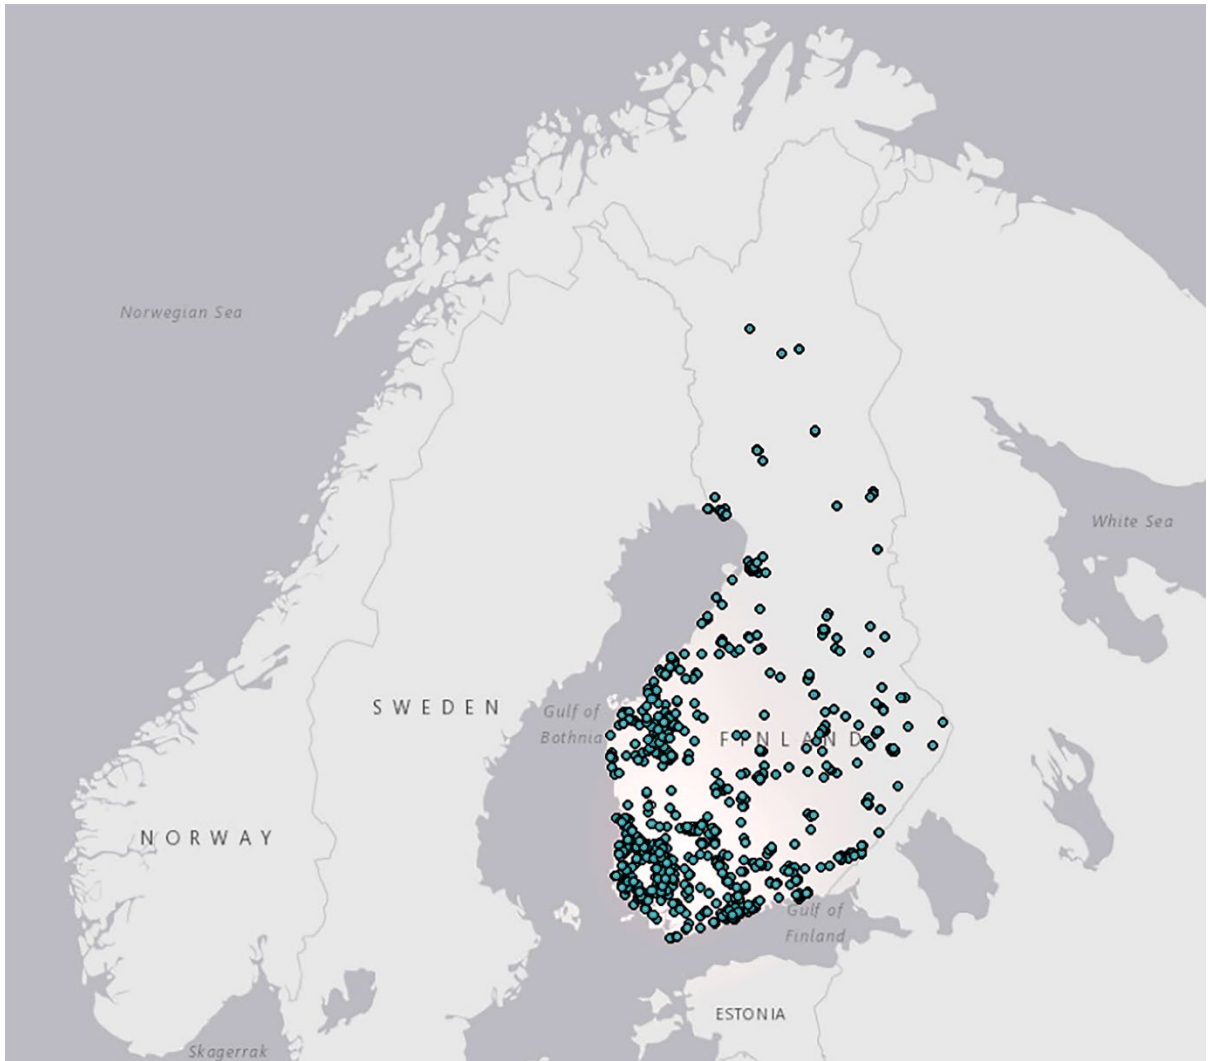 Norwegian Sea
White Sea
SWEDEN
Gulf of
Bothnia
FINLAND
NORWAY
Gulf of
Finland
ESTONIA
Skagerrak